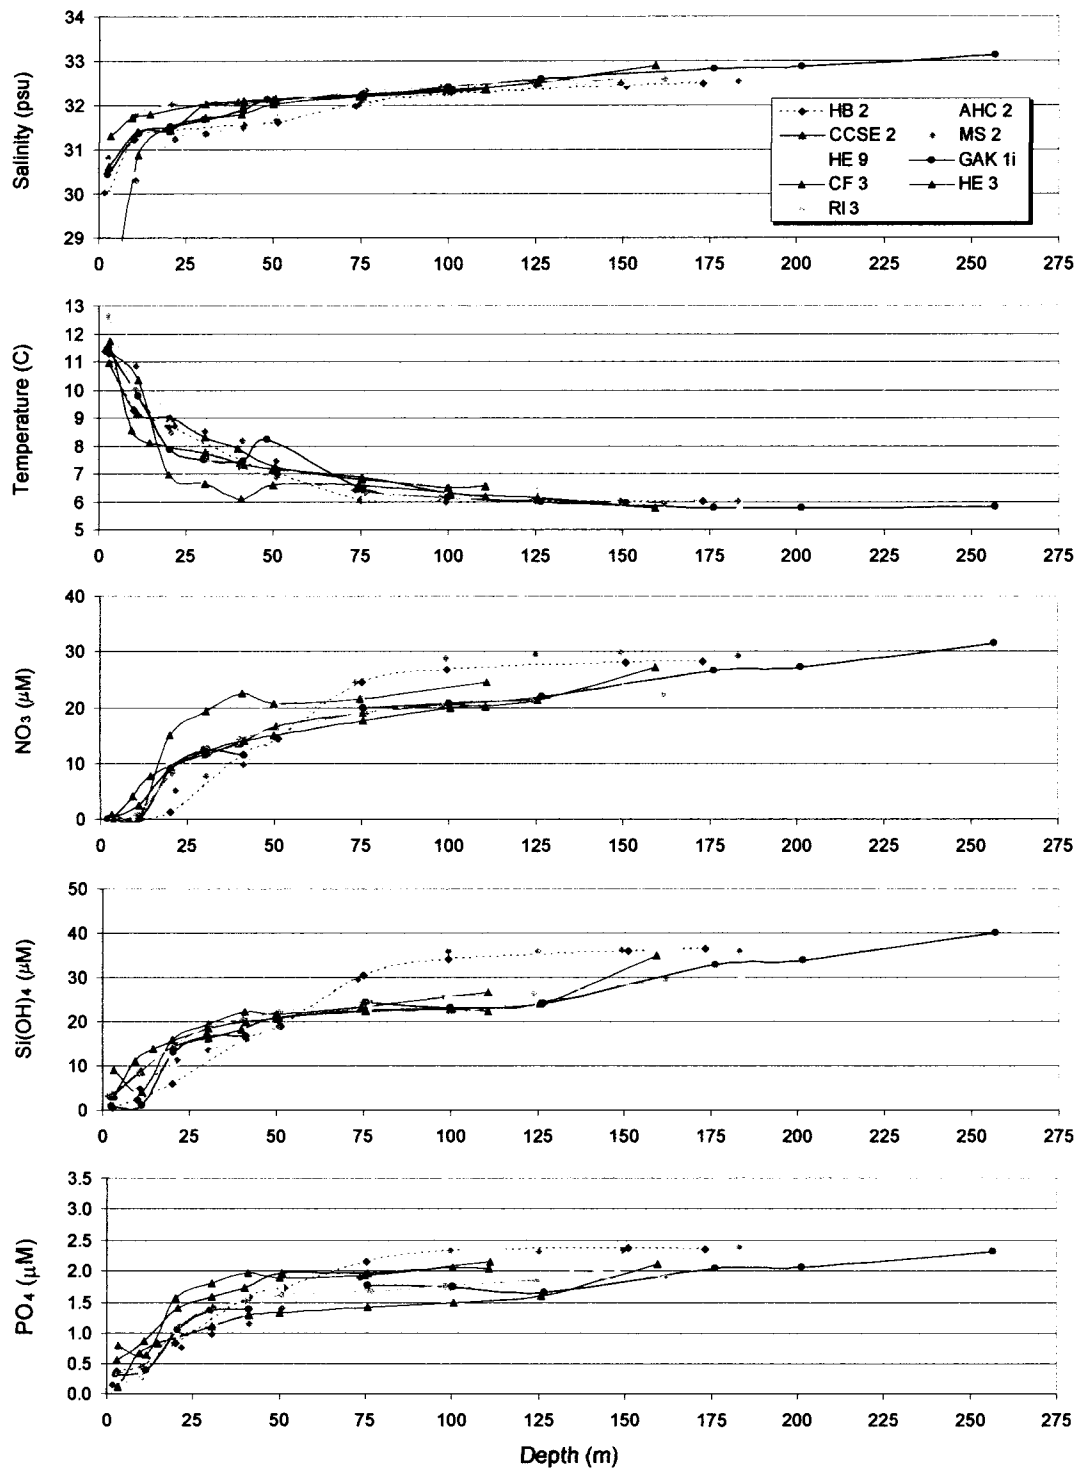 Salinity (psu)
34
33
32
31
30
29
0 25 50 75 100 125 150 175 200 225 250 275
HB 2 AHC 2
CCSE 2 MS 2
HE 9 GAK 1i
CF 3 HE 3
RI 3
Temperature (C)
13
12
11
10
9
8
7
6
5
0 25 50 75 100 125 150 175 200 225 250 275
NO₃ (µM)
40
30
20
10
0
0 25 50 75 100 125 150 175 200 225 250 275
Si(OH)₄ (µM)
50
40
30
20
10
0
0 25 50 75 100 125 150 175 200 225 250 275
PO₄ (µM)
3.5
3.0
2.5
2.0
1.5
1.0
0.5
0.0
0 25 50 75 100 125 150 175 200 225 250 275
Depth (m)